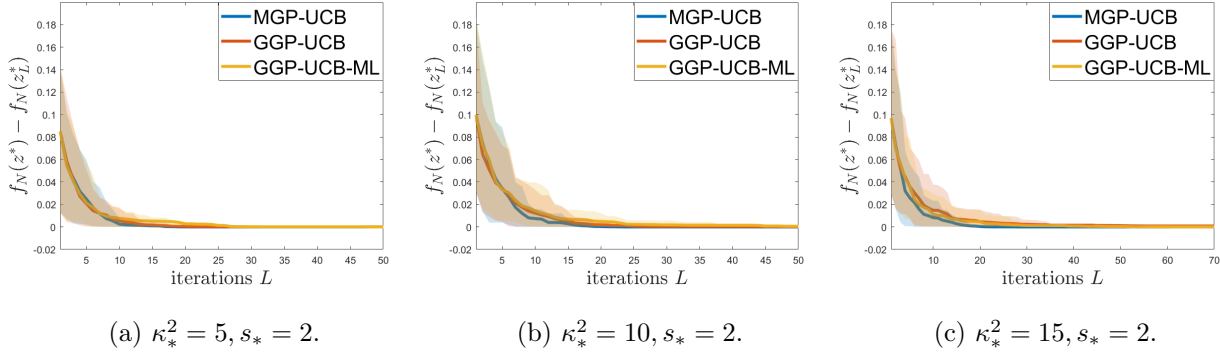 MGP-UCB
GGP-UCB
GGP-UCB-ML
0.18
0.16
0.14
0.12
0.1
0.08
0.06
0.04
0.02
0
-0.02
5 10 15 20 25 30 35 40 45 50
f_N(z^*) − f_N(z_L^*)
iterations L
(a) κ_*^2 = 5, s_* = 2.
MGP-UCB
GGP-UCB
GGP-UCB-ML
0.18
0.16
0.14
0.12
0.1
0.08
0.06
0.04
0.02
0
-0.02
5 10 15 20 25 30 35 40 45 50
f_N(z^*) − f_N(z_L^*)
iterations L
(b) κ_*^2 = 10, s_* = 2.
MGP-UCB
GGP-UCB
GGP-UCB-ML
0.18
0.16
0.14
0.12
0.1
0.08
0.06
0.04
0.02
0
-0.02
10 20 30 40 50 60 70
f_N(z^*) − f_N(z_L^*)
iterations L
(c) κ_*^2 = 15, s_* = 2.